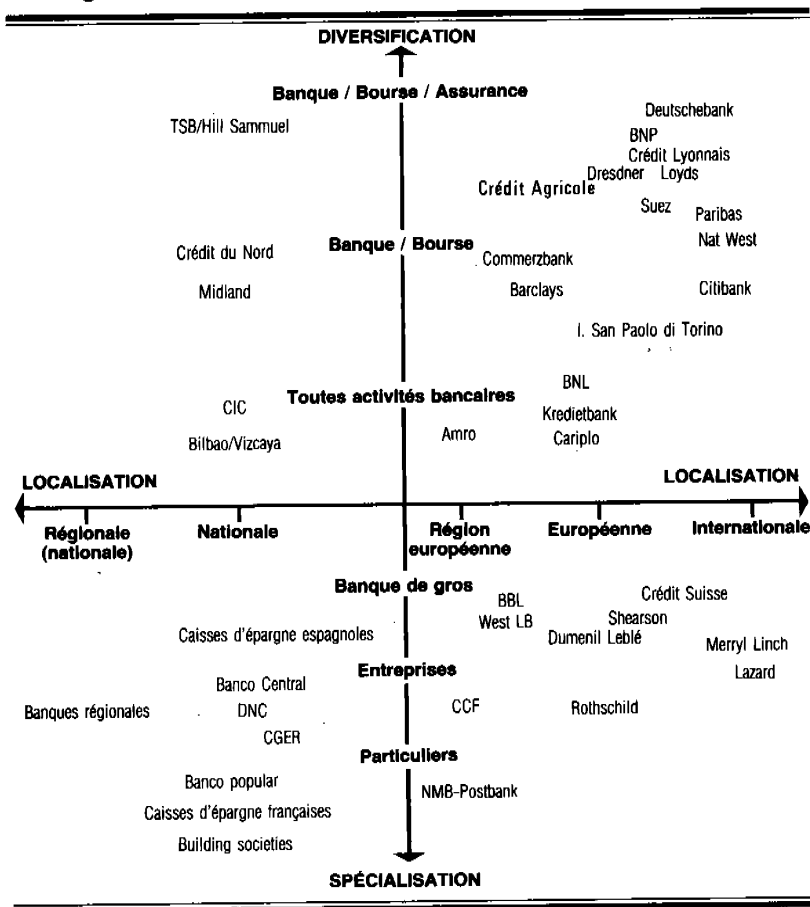 DIVERSIFICATION
Banque / Bourse / Assurance
Deutschebank
TSB/Hill Sammuel
BNP
Crédit Lyonnais
Dresdner Loyds
Crédit Agricole
Suez
Paribas
Banque / Bourse
Nat West
Crédit du Nord
Commerzbank
Midland
Barclays
Citibank
I. San Paolo di Torino
BNL
Toutes activités bancaires
CIC
Kredietbank
Amro
Cariplo
Bilbao/Vizcaya
LOCALISATION
LOCALISATION
Régionale
(nationale)
Nationale
Région
européenne
Européenne
Internationale
Banque de gros
BBL
Crédit Suisse
West LB
Shearson
Caisses d'épargne espagnoles
Dumenil Leblé
Merryl Linch
Entreprises
Lazard
Banco Central
Banques régionales
DNC
CCF
Rothschild
CGER
Particuliers
Banco popular
NMB-Postbank
Caisses d'épargne françaises
Building societies
SPÉCIALISATION